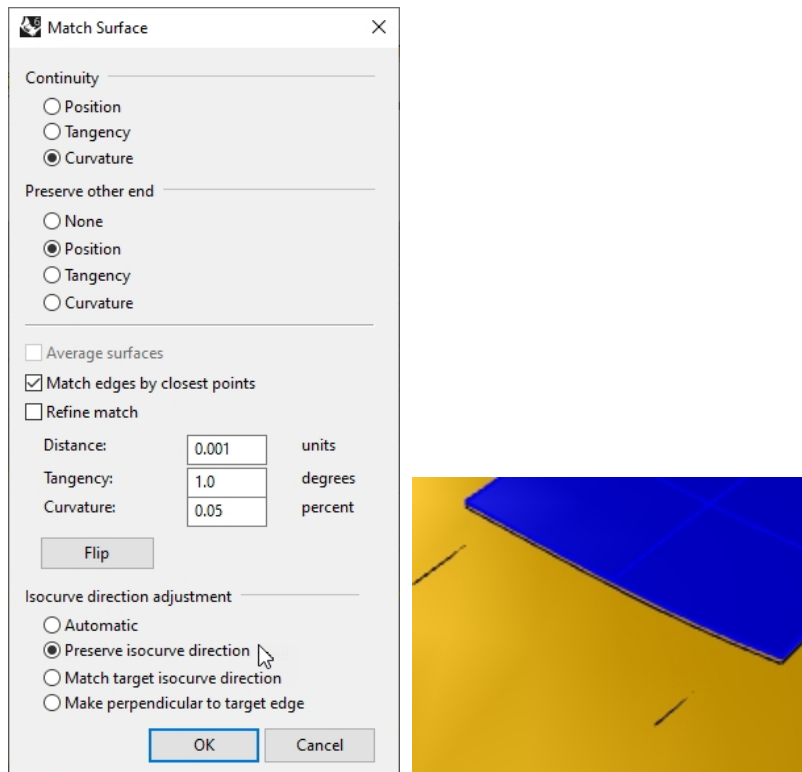 Match Surface
Continuity
Position
Tangency
Curvature
Preserve other end
None
Position
Tangency
Curvature
Average surfaces
Match edges by closest points
Refine match
Distance: 0.001 units
Tangency: 1.0 degrees
Curvature: 0.05 percent
Flip
Isocurve direction adjustment
Automatic
Preserve isocurve direction
Match target isocurve direction
Make perpendicular to target edge
OK Cancel